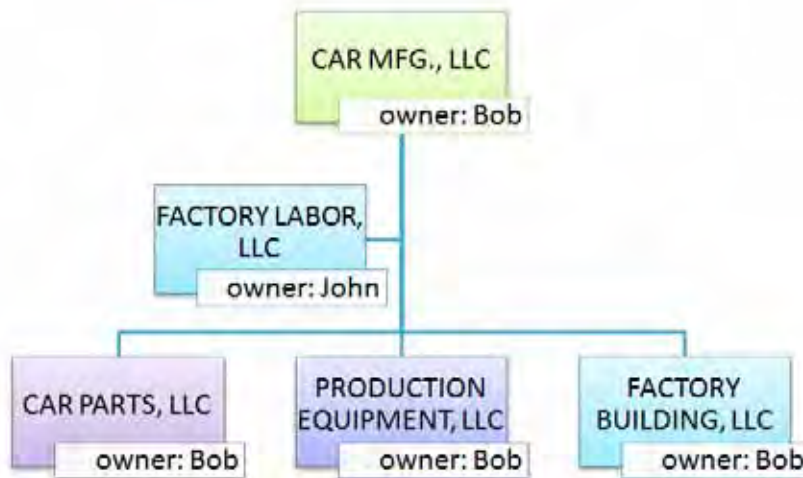 CAR MFG., LLC
owner: Bob
FACTORY LABOR,
LLC
owner: John
CAR PARTS, LLC
owner: Bob
PRODUCTION
EQUIPMENT, LLC
owner: Bob
FACTORY
BUILDING, LLC
owner: Bob